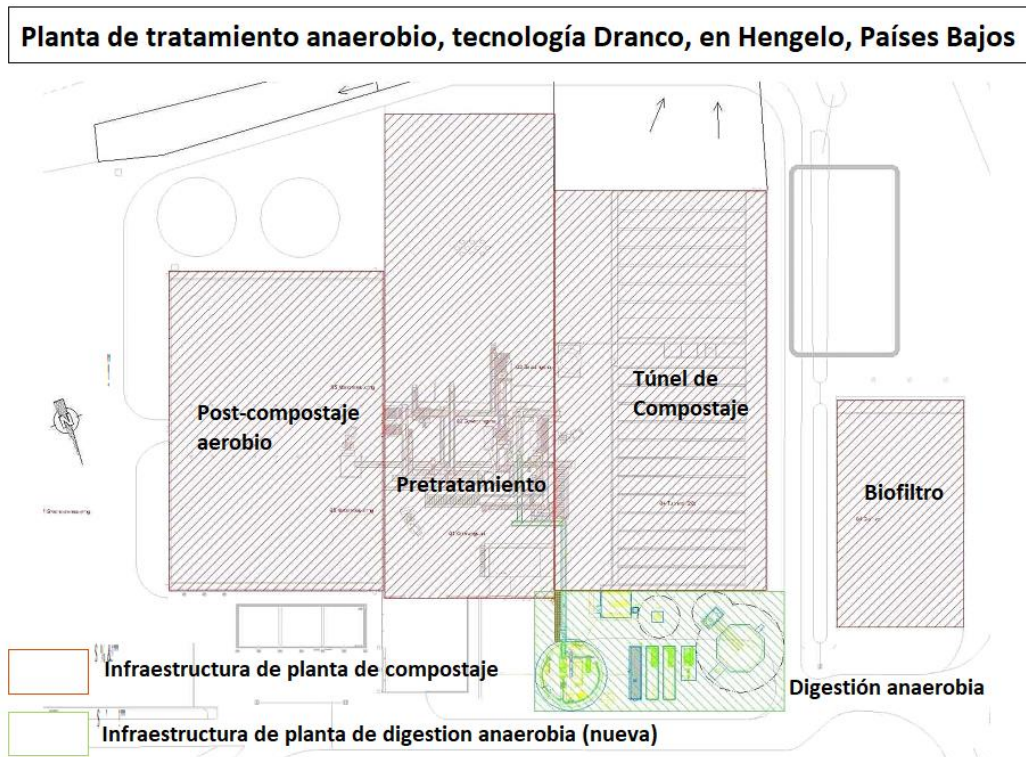 Planta de tratamiento anaerobio, tecnología Dranco, en Hengelo, Países Bajos
Túnel de
Compostaje
Post-compostaje
aerobio
Pretratamiento
Biofiltro
Infraestructura de planta de compostaje
Digestión anaerobia
Infraestructura de planta de digestion anaerobia (nueva)